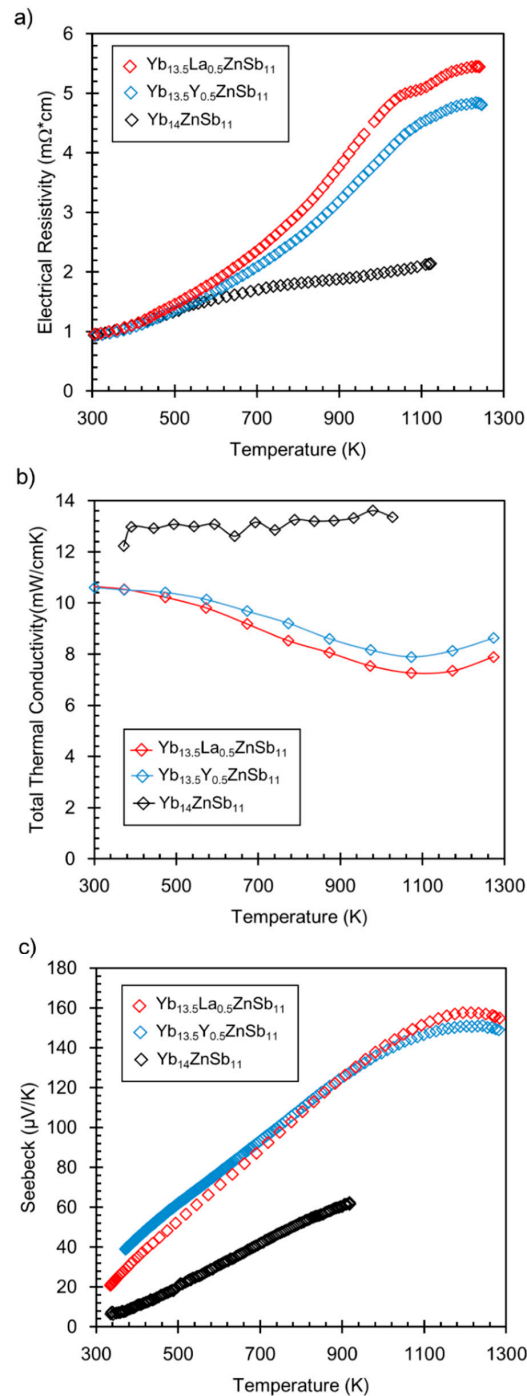 a)
6
5
4
3
2
1
0
Electrical Resistivity (mΩ*cm)
Yb13.5La0.5ZnSb11
Yb13.5Y0.5ZnSb11
Yb14ZnSb11
300 500 700 900 1100 1300
Temperature (K)
b)
14
12
10
8
6
4
2
0
Total Thermal Conductivity(mW/cmK)
Yb13.5La0.5ZnSb11
Yb13.5Y0.5ZnSb11
Yb14ZnSb11
300 500 700 900 1100 1300
Temperature (K)
c)
180
160
140
120
100
80
60
40
20
0
Seebeck (µV/K)
Yb13.5La0.5ZnSb11
Yb13.5Y0.5ZnSb11
Yb14ZnSb11
300 500 700 900 1100 1300
Temperature (K)